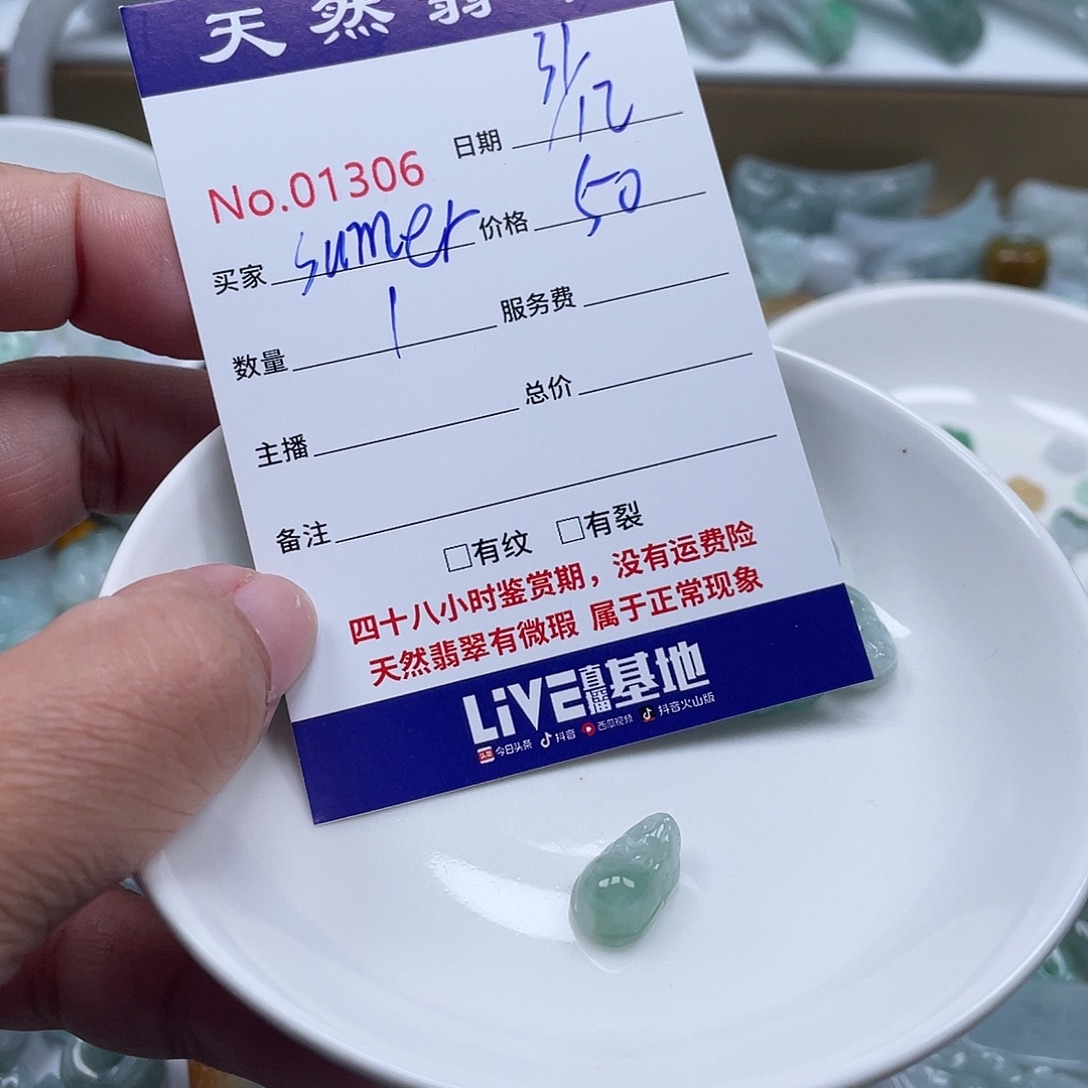 天然翡
日期 31/12
No.01306
买家 sumer 价格 50
数量 1 服务费
主播 总价
备注
□有纹 □有裂
四十八小时鉴赏期，没有运费险
天然翡翠有微瑕 属于正常现象
LiVE直播基地
头条 今日头条 抖音 西瓜视频 抖音火山版